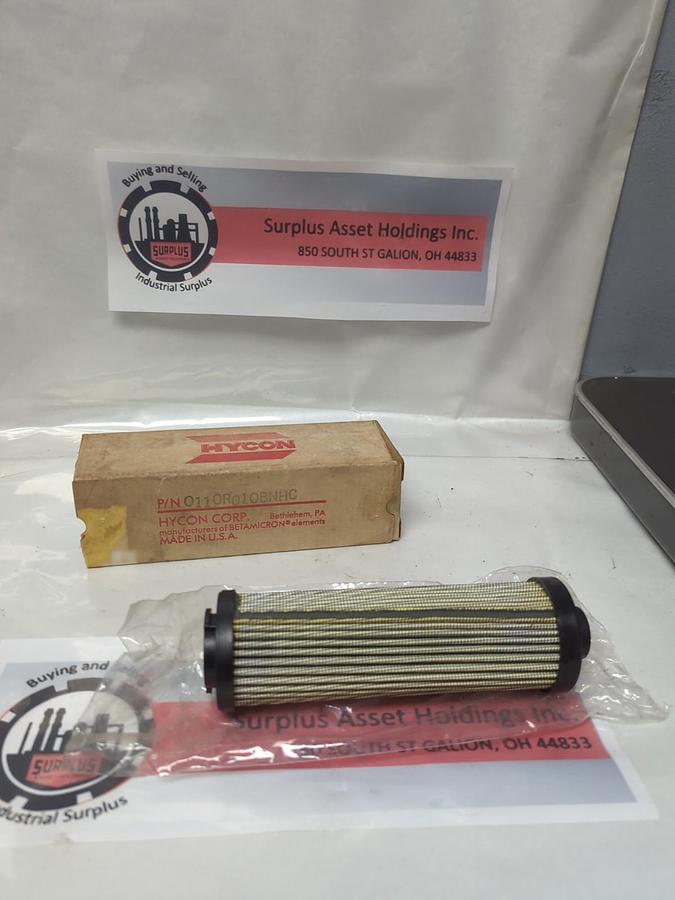 Buying and Selling
SURPLUS
Industrial Surplus
Surplus Asset Holdings Inc.
850 SOUTH ST GALION, OH 44833
HYCON
P/N 0110R010BNHC
HYCON CORP. Bethlehem, PA
manufacturers of BETAMICRON® elements
MADE IN U.S.A.
Buying and
SURPLUS
Industrial Surplus
Surplus Asset Holdings Inc.
SOUTH ST GALION, OH 44833